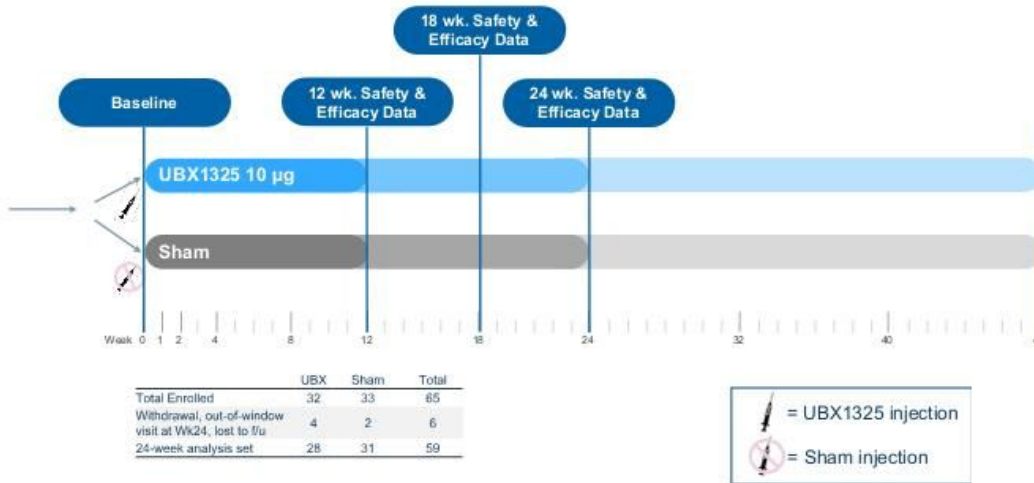 18 wk. Safety &
Efficacy Data
Baseline
12 wk. Safety &
Efficacy Data
24 wk. Safety &
Efficacy Data
UBX1325 10 µg
Sham
Week 0 1 2 4 8 12 18 24 32 40
UBX Sham Total
Total Enrolled 32 33 65
Withdrawal, out-of-window
visit at Wk24, lost to f/u 4 2 6
24-week analysis set 28 31 59
= UBX1325 injection
= Sham injection